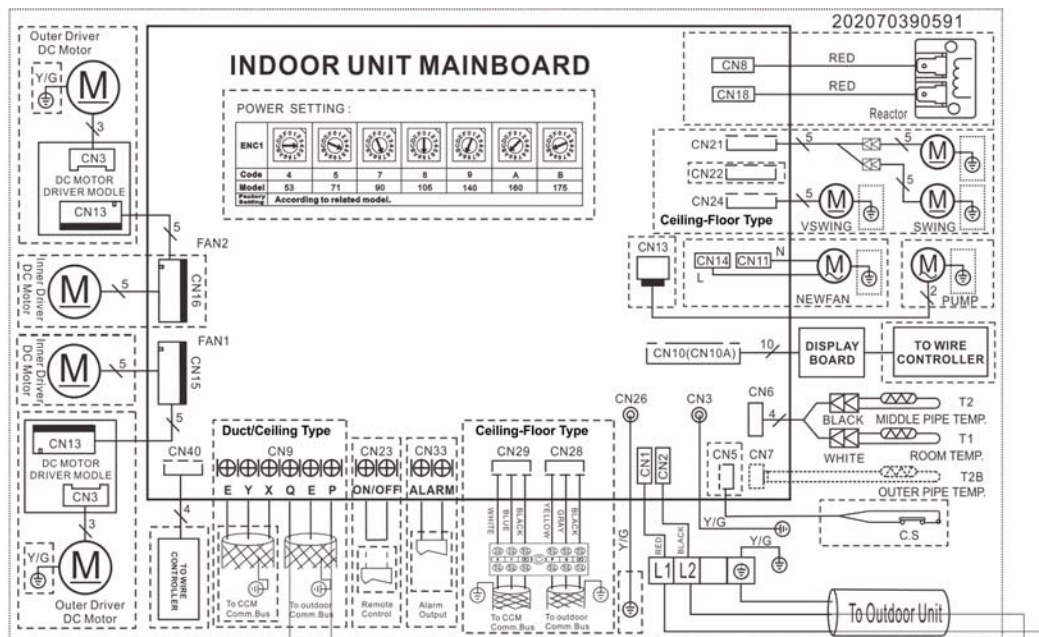 202070390591
Outer Driver
DC Motor
Y/G
M
3
CN3
DC MOTOR
DRIVER MODLE
CN13
5
FAN2
INDOOR UNIT MAINBOARD
POWER SETTING :
ENC1
Code 4 5 7 8 9 A B
Model 53 71 90 105 140 160 175
Factory Setting According to related model.
CN8
RED
CN18
RED
Reactor
CN21
5
5
M
CN22
5
CN24
5
M
M
Ceiling-Floor Type
VSWING
SWING
Inner Driver
DC Motor
M
5
CN16
CN13
CN14
CN11
N
L
M
NEWFAN
M
2
PUMP
FAN1
Inner Driver
DC Motor
M
5
CN15
5
CN10(CN10A)
10
DISPLAY
BOARD
TO WIRE
CONTROLLER
CN13
DC MOTOR
DRIVER MODLE
CN3
3
Y/G
M
Outer Driver
DC Motor
CN40
4
TO WIRE
CONTROLLER
Duct/Ceiling Type
CN9
E Y X Q E P
To CCM
Comm.Bus
To outdoor
Comm.Bus
CN23
ON/OFF
Remote
Control
CN33
ALARM
Alarm
Output
Ceiling-Floor Type
CN29
CN28
WHITE
BLUE
BLACK
YELLOW
GRAY
BLACK
To CCM
Comm.Bus
To outdoor
Comm.Bus
CN26
Y/G
CN1
CN2
RED
BLACK
L1
L2
CN3
Y/G
Y/G
CN6
4
BLACK
T2
MIDDLE PIPE TEMP.
WHITE
T1
ROOM TEMP.
CN5
CN7
T2B
OUTER PIPE TEMP.
C.S
To Outdoor Unit